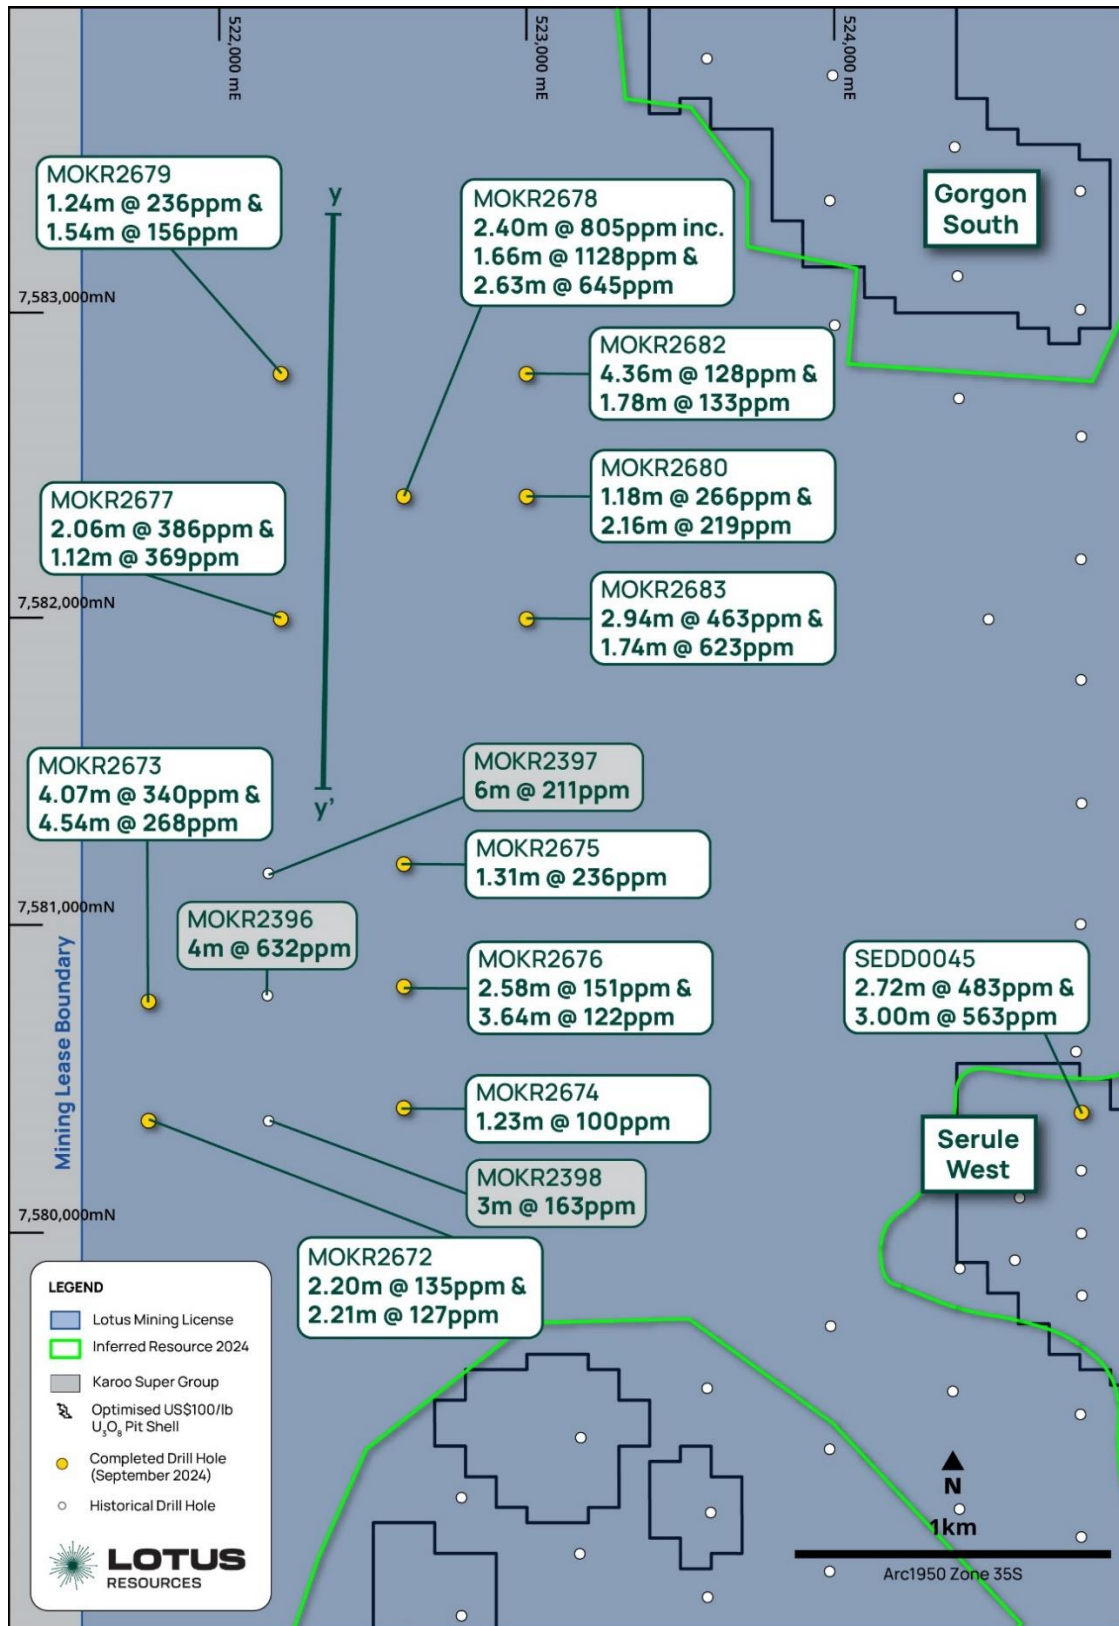 522,000 mE
523,000 mE
524,000 mE
MOKR2679
1.24m @ 236ppm &
1.54m @ 156ppm
y
MOKR2678
2.40m @ 805ppm inc.
1.66m @ 1128ppm &
2.63m @ 645ppm
Gorgon
South
7,583,000mN
MOKR2682
4.36m @ 128ppm &
1.78m @ 133ppm
MOKR2677
2.06m @ 386ppm &
1.12m @ 369ppm
MOKR2680
1.18m @ 266ppm &
2.16m @ 219ppm
7,582,000mN
MOKR2683
2.94m @ 463ppm &
1.74m @ 623ppm
MOKR2673
4.07m @ 340ppm &
4.54m @ 268ppm
y'
MOKR2397
6m @ 211ppm
MOKR2675
1.31m @ 236ppm
7,581,000mN
MOKR2396
4m @ 632ppm
MOKR2676
2.58m @ 151ppm &
3.64m @ 122ppm
SEDD0045
2.72m @ 483ppm &
3.00m @ 563ppm
Mining Lease Boundary
MOKR2674
1.23m @ 100ppm
Serule
West
MOKR2398
3m @ 163ppm
7,580,000mN
MOKR2672
2.20m @ 135ppm &
2.21m @ 127ppm
LEGEND
Lotus Mining License
Inferred Resource 2024
Karoo Super Group
Optimised US$100/lb
U₃O₈ Pit Shell
Completed Drill Hole
(September 2024)
Historical Drill Hole
LOTUS
RESOURCES
N
1km
Arc1950 Zone 35S